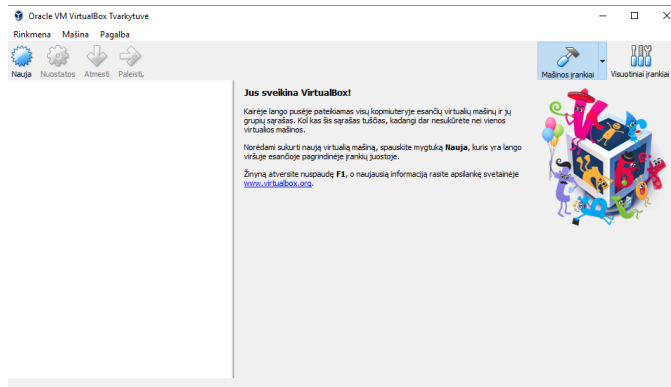 Oracle VM VirtualBox Tvarkytuvė
Rinkmena Mašina Pagalba
Nauja Nuostatos Atmesti Paleisti
Mašinos įrankiai Visuotiniai įrankiai
Jus sveikina VirtualBox!
Kairėje lango pusėje pateikiamas visų kopmiuteryje esančių virtualių mašinų ir jų
grupių sąrašas. Kol kas šis sąrašas tuščias, kadangi dar nesukūrėte nei vienos
virtualios mašinos.
Norėdami sukurti naują virtualią mašiną, spauskite mygtuką Nauja, kuris yra lango
viršuje esančioje pagrindinėje įrankių juostoje.
Žinyną atversite nuspaudę F1, o naujausią informaciją rasite apsilankę svetainėje
www.virtualbox.org.